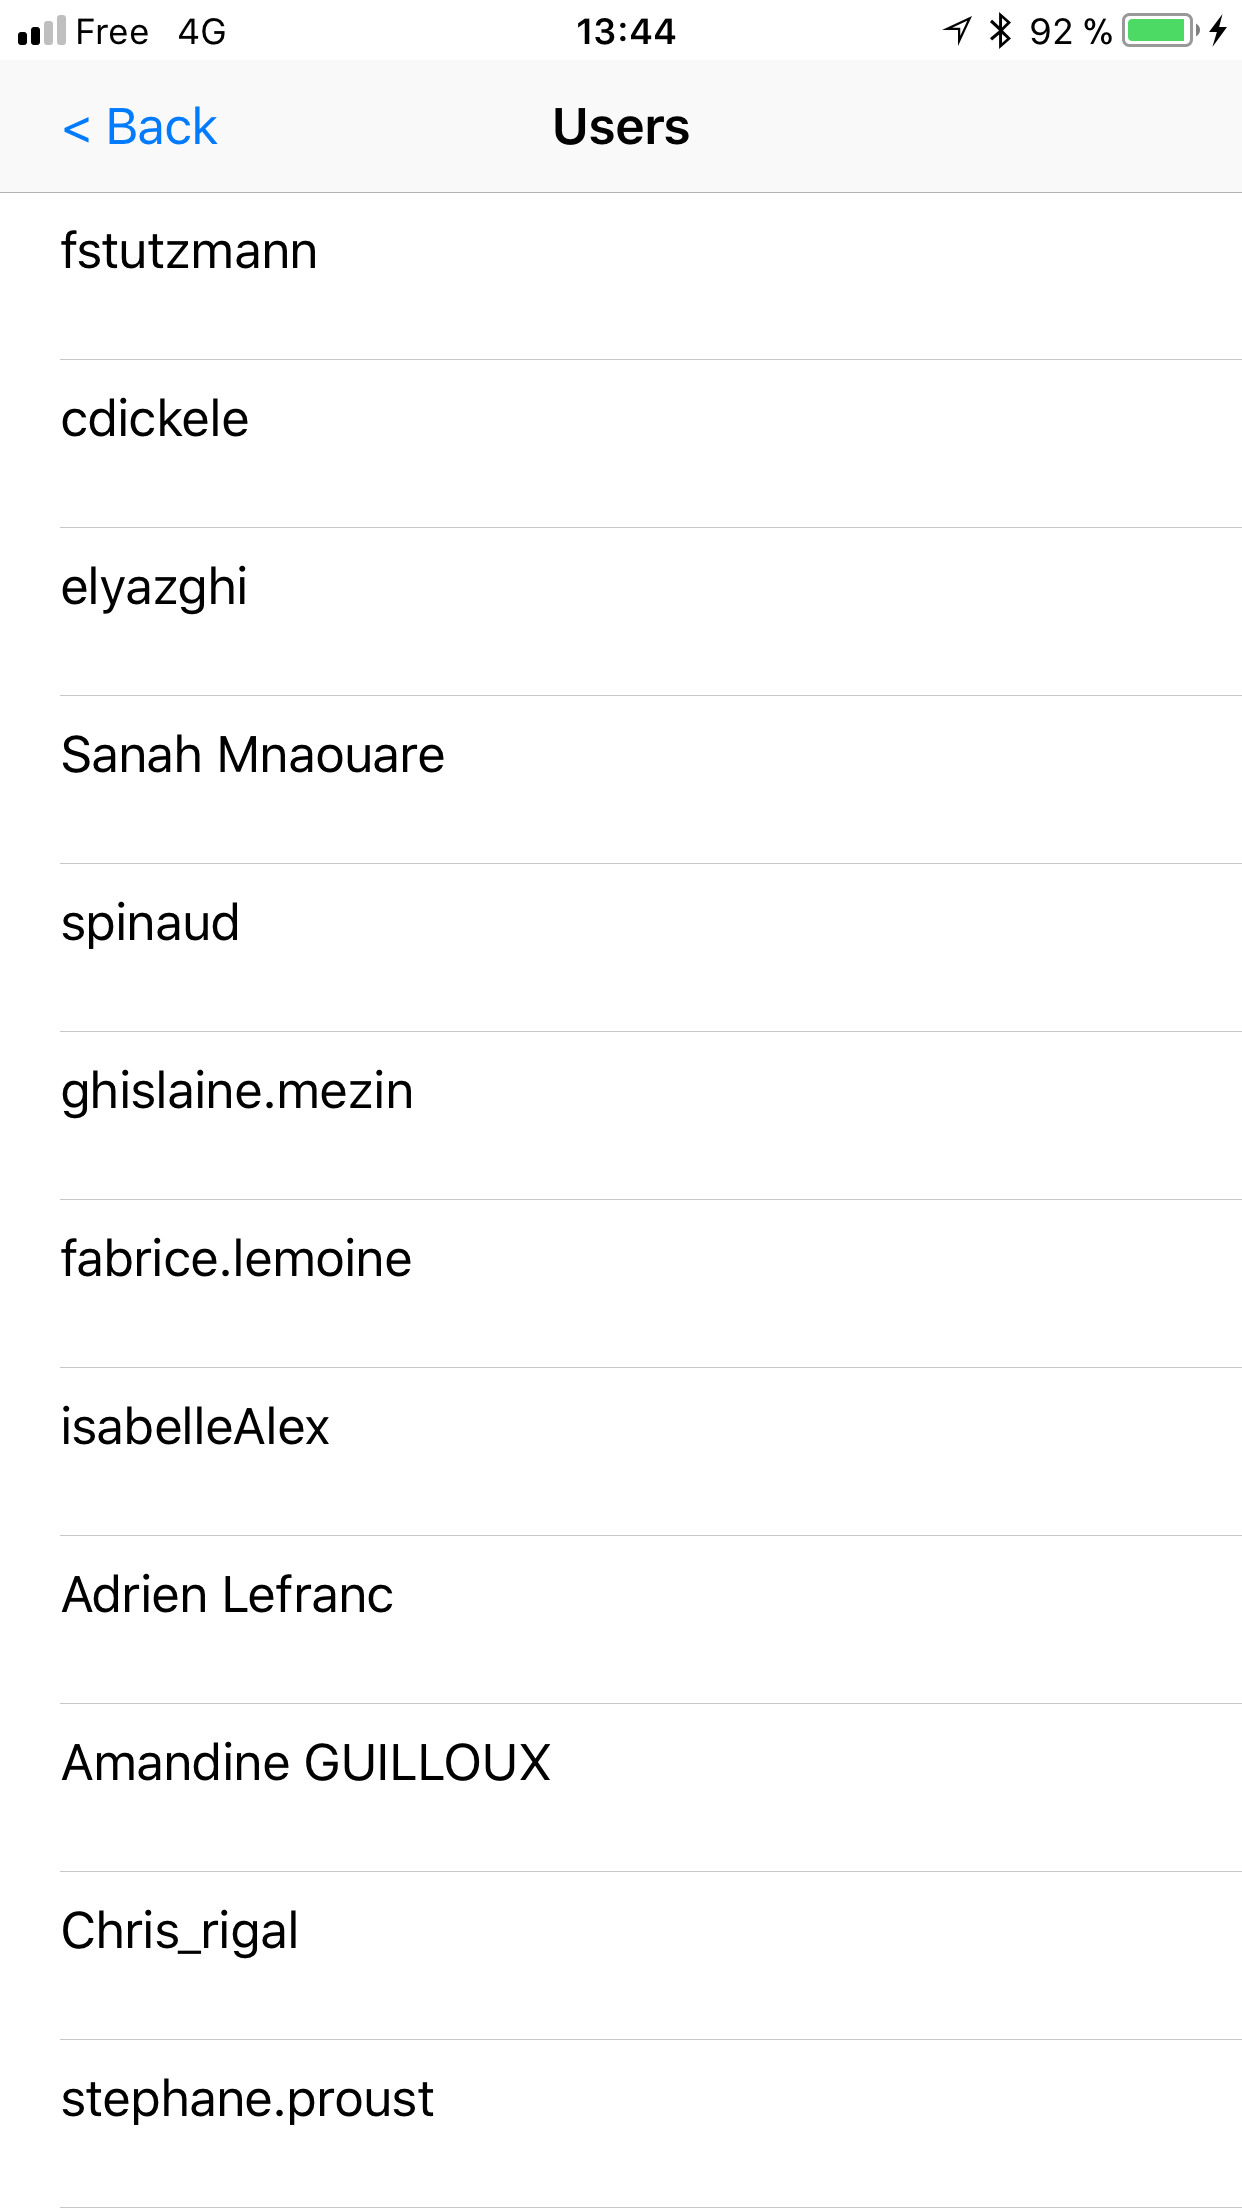 Free 4G 13:44 92 %
< Back Users
fstutzmann
cdickele
elyazghi
Sanah Mnaouare
spinaud
ghislaine.mezin
fabrice.lemoine
isabelleAlex
Adrien Lefranc
Amandine GUILLOUX
Chris_rigal
stephane.proust